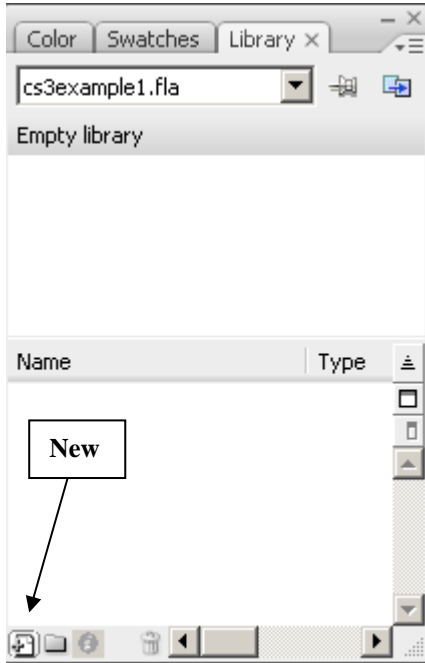 Color Swatches Library
cs3example1.fla
Empty library
Name Type
New